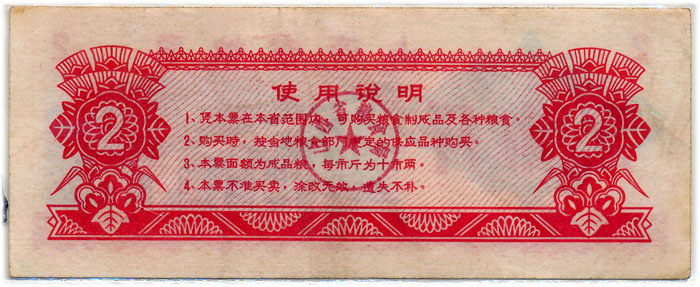 使用说明
1、凭本票在本省范围内，可购买粮食制成品及各种粮食。
2、购买时，按当地粮食部门规定的供应品种购买。
3、本票面额为成品粮，每市斤为十市两。
4、本票不准买卖，涂改无效，遗失不补。
2
2